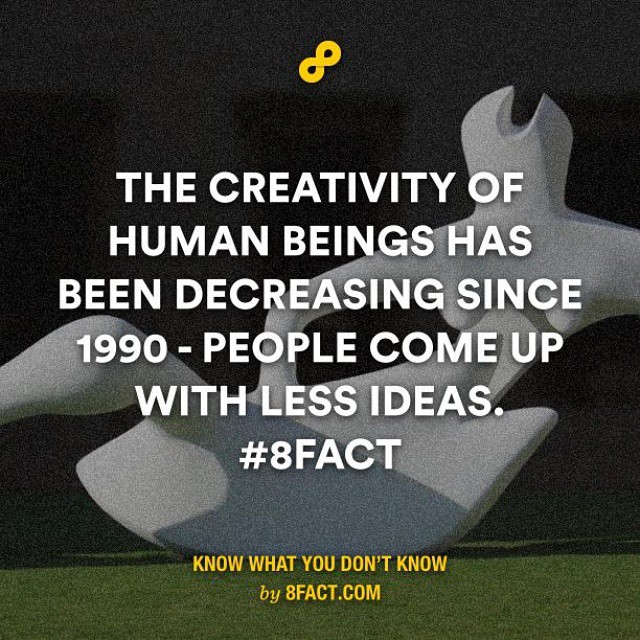 THE CREATIVITY OF
HUMAN BEINGS HAS
BEEN DECREASING SINCE
1990 - PEOPLE COME UP
WITH LESS IDEAS.
#8FACT
KNOW WHAT YOU DON'T KNOW
by 8FACT.COM